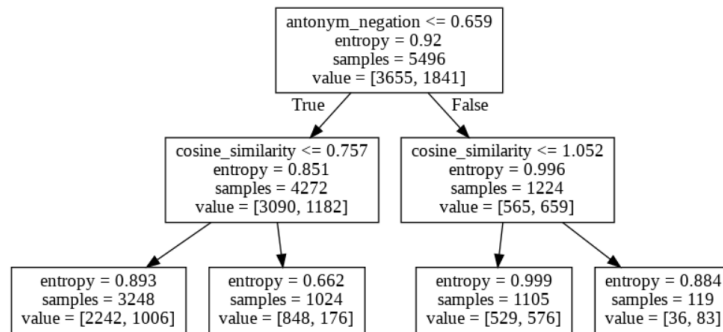 antonym_negation <= 0.659
entropy = 0.92
samples = 5496
value = [3655, 1841]
True
False
cosine_similarity <= 0.757
entropy = 0.851
samples = 4272
value = [3090, 1182]
cosine_similarity <= 1.052
entropy = 0.996
samples = 1224
value = [565, 659]
entropy = 0.893
samples = 3248
value = [2242, 1006]
entropy = 0.662
samples = 1024
value = [848, 176]
entropy = 0.999
samples = 1105
value = [529, 576]
entropy = 0.884
samples = 119
value = [36, 83]